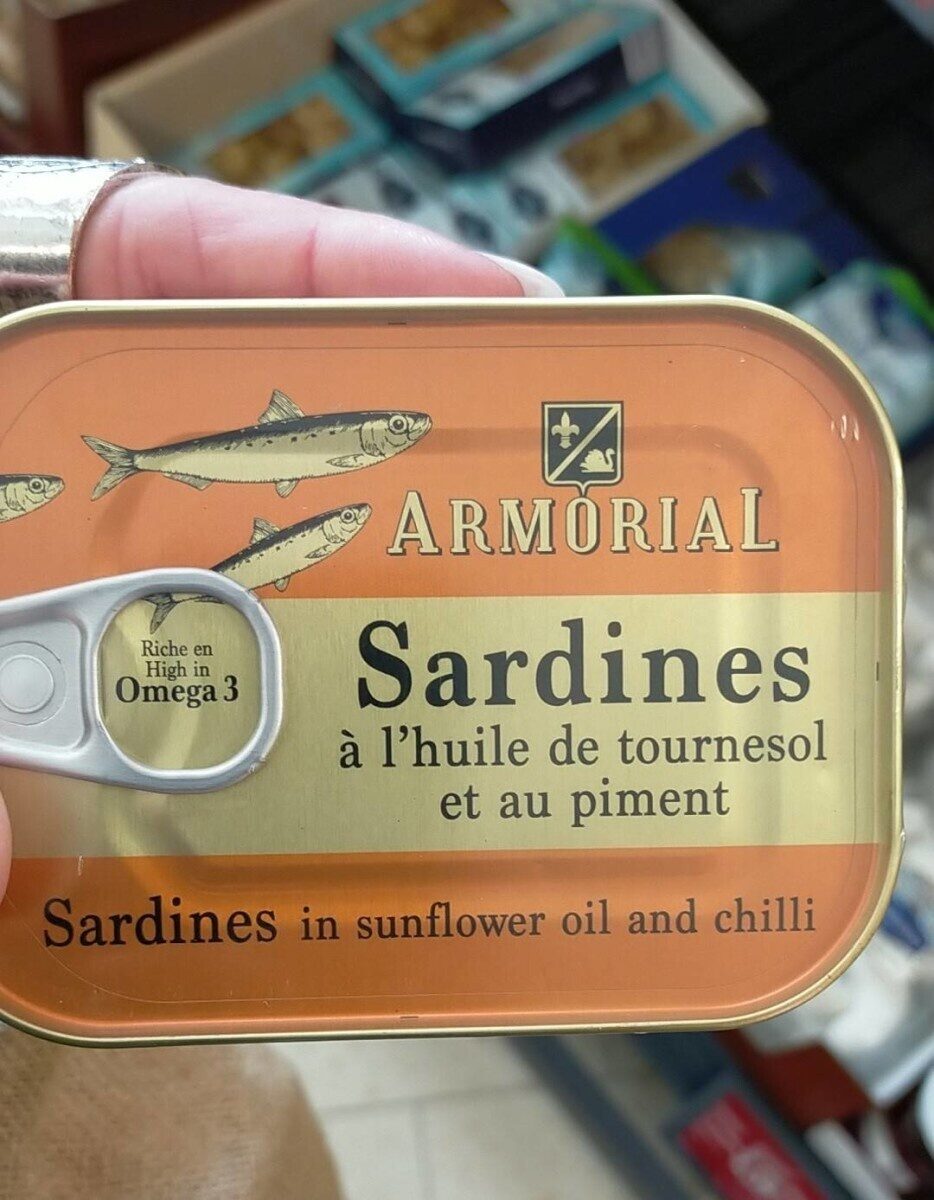 ARMORIAL
Riche en
High in
Omega 3
Sardines
à l'huile de tournesol
et au piment
Sardines in sunflower oil and chilli